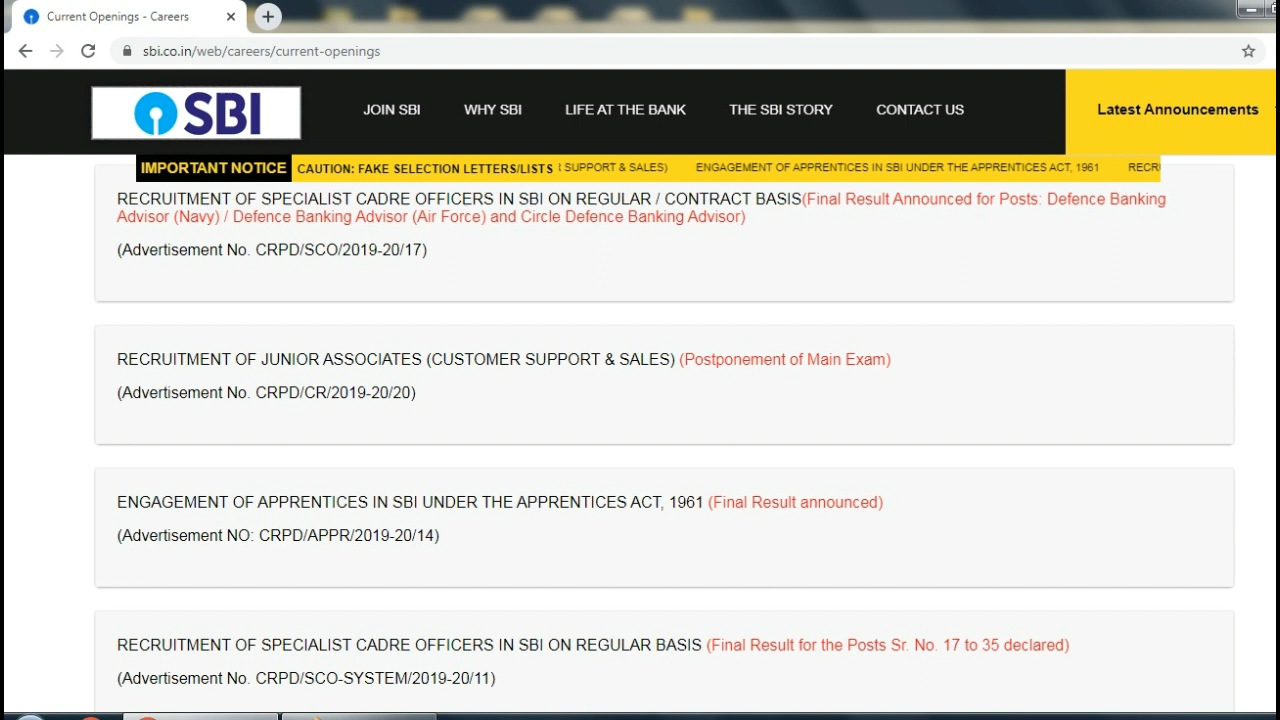 Current Openings - Careers
sbi.co.in/web/careers/current-openings
SBI
JOIN SBI
WHY SBI
LIFE AT THE BANK
THE SBI STORY
CONTACT US
Latest Announcements
IMPORTANT NOTICE
CAUTION: FAKE SELECTION LETTERS/LISTS
SUPPORT & SALES)
ENGAGEMENT OF APPRENTICES IN SBI UNDER THE APPRENTICES ACT, 1961
RECRUITMENT OF SPECIALIST CADRE OFFICERS IN SBI ON REGULAR / CONTRACT BASIS(Final Result Announced for Posts: Defence Banking
Advisor (Navy) / Defence Banking Advisor (Air Force) and Circle Defence Banking Advisor)
(Advertisement No. CRPD/SCO/2019-20/17)
RECRUITMENT OF JUNIOR ASSOCIATES (CUSTOMER SUPPORT & SALES) (Postponement of Main Exam)
(Advertisement No. CRPD/CR/2019-20/20)
ENGAGEMENT OF APPRENTICES IN SBI UNDER THE APPRENTICES ACT, 1961 (Final Result announced)
(Advertisement NO: CRPD/APPR/2019-20/14)
RECRUITMENT OF SPECIALIST CADRE OFFICERS IN SBI ON REGULAR BASIS (Final Result for the Posts Sr. No. 17 to 35 declared)
(Advertisement No. CRPD/SCO-SYSTEM/2019-20/11)